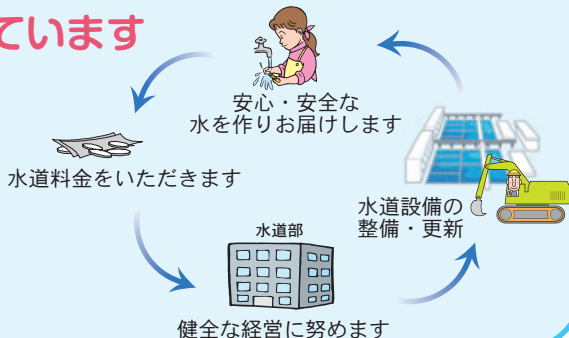 ています
安心・安全な
水を作りお届けします
水道料金をいただきます
水道設備の
整備・更新
水道部
健全な経営に努めます